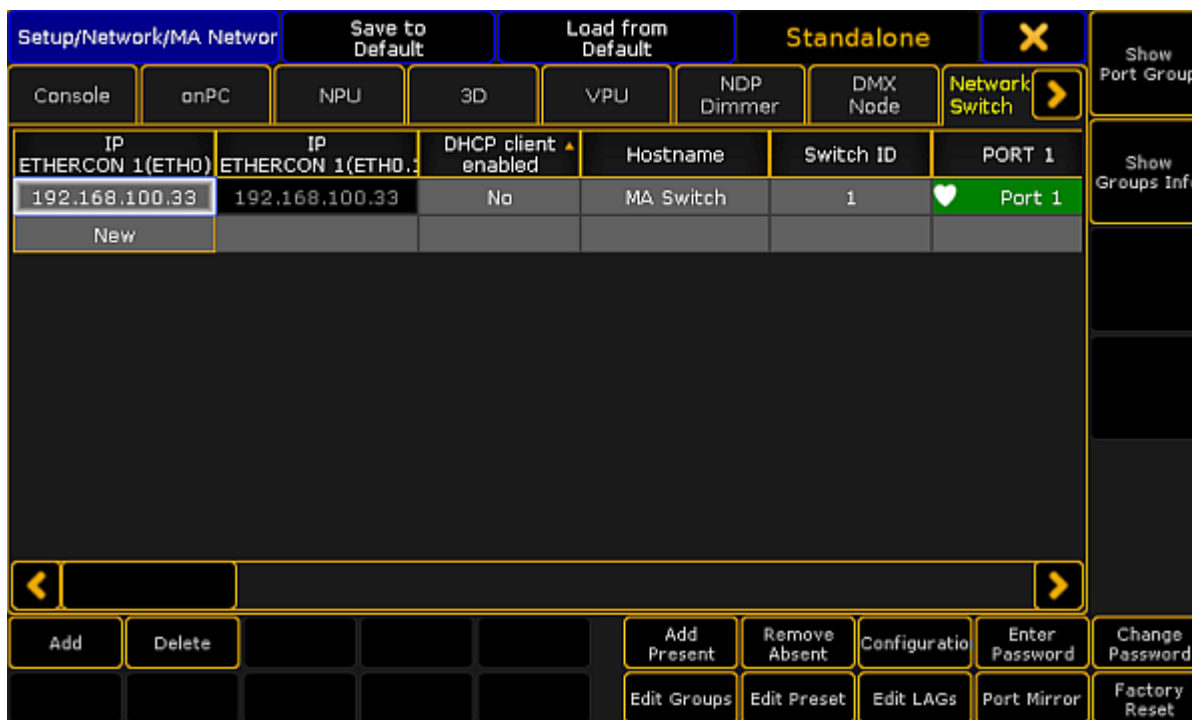 Setup/Network/MA Networ
Save to
Default
Load from
Default
Standalone
Show
Port Group
Console
onPC
NPU
3D
VPU
NDP
Dimmer
DMX
Node
Network
Switch
IP
ETHERCON 1(ETH0)
IP
ETHERCON 1(ETH0.1
DHCP client
enabled
Hostname
Switch ID
PORT 1
Show
Groups Info
192.168.100.33
192.168.100.33
No
MA Switch
1
Port 1
New
Add
Delete
Add
Present
Remove
Absent
Configuratio
Enter
Password
Change
Password
Edit Groups
Edit Preset
Edit LAGs
Port Mirror
Factory
Reset